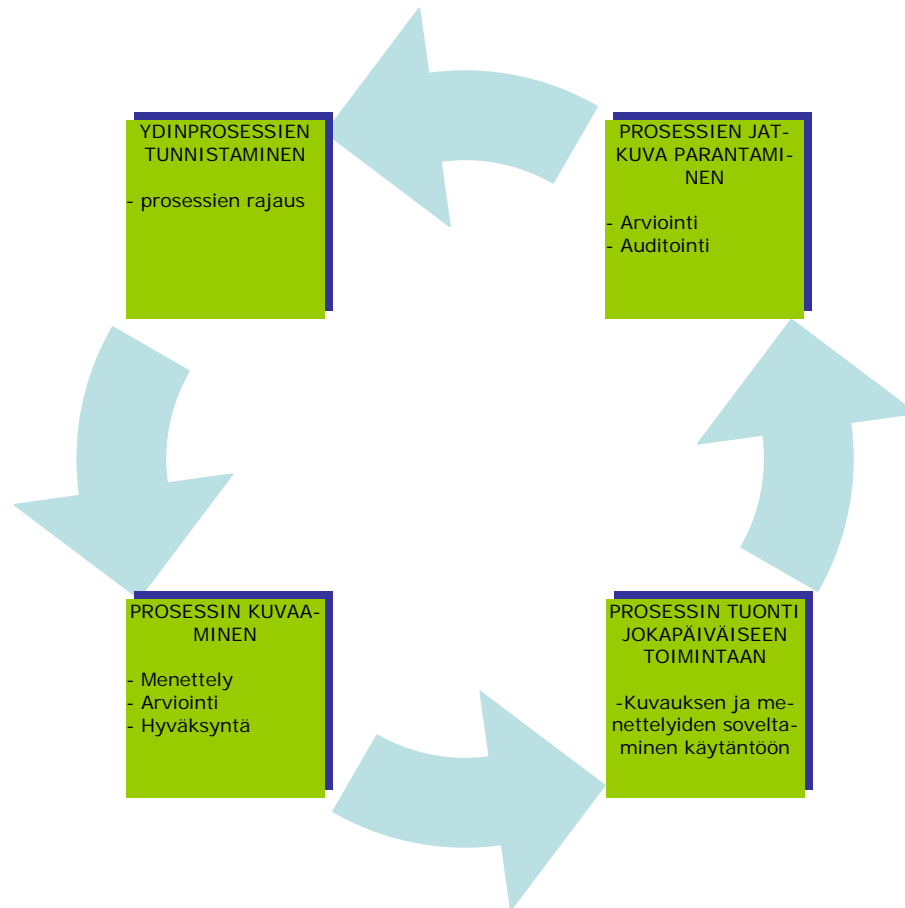 YDINPROSESSIEN
TUNNISTAMINEN
- prosessien rajaus
PROSESSIEN JAT-
KUVA PARANTAMI-
NEN
- Arviointi
- Auditointi
PROSESSIN KUVAA-
MINEN
- Menettely
- Arviointi
- Hyväksyntä
PROSESSIN TUONTI
JOKAPÄIVÄISEEN
TOIMINTAAN
-Kuvauksen ja me-
nettelyiden sovelta-
minen käytäntöön